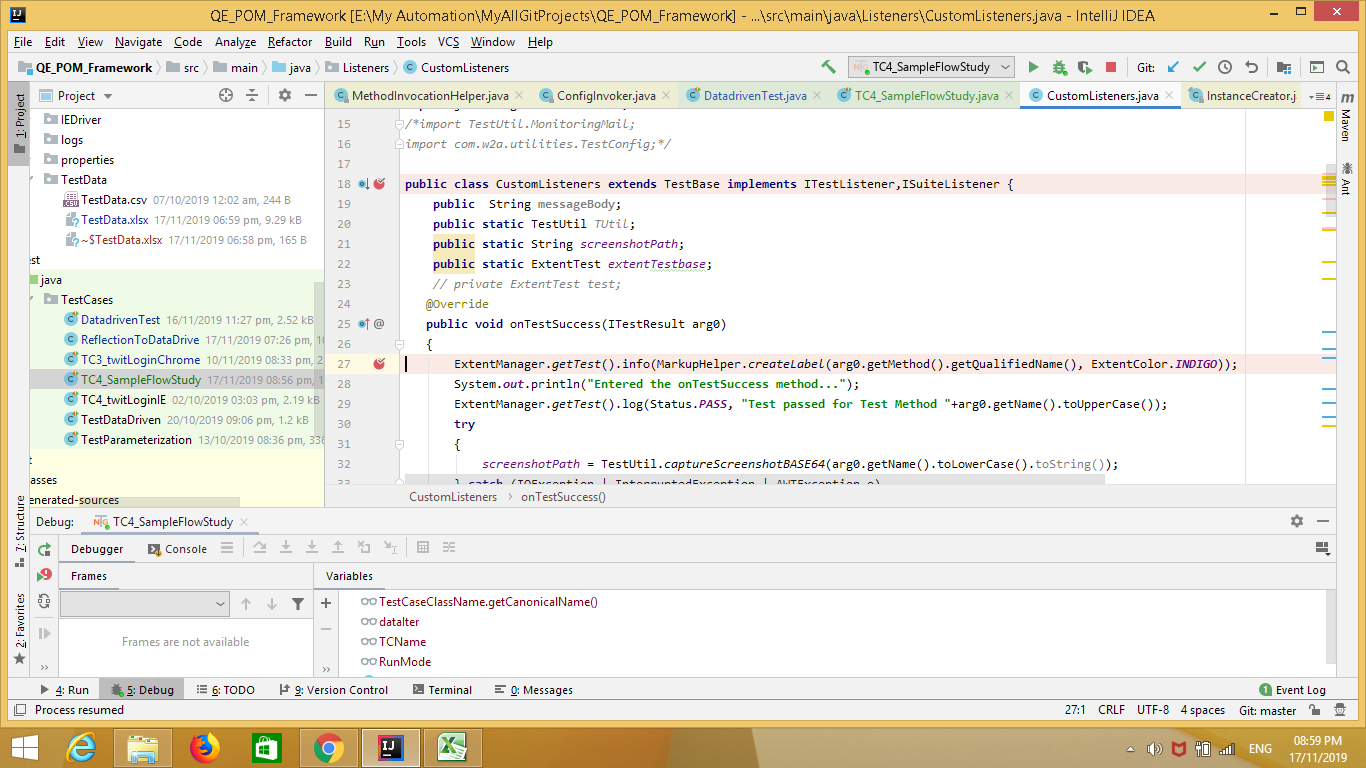 QE_POM_Framework [E:\My Automation\MyAllGitProjects\QE_POM_Framework] - ...\src\main\java\Listeners\CustomListeners.java - IntelliJ IDEA
File Edit View Navigate Code Analyze Refactor Build Run Tools VCS Window Help
QE_POM_Framework src main java Listeners CustomListeners TC4_SampleFlowStudy Git:
Project MethodInvocationHelper.java ConfigInvoker.java DatadrivenTest.java TC4_SampleFlowStudy.java CustomListeners.java InstanceCreator.j 4
1: Project
7: Structure
2: Favorites
Maven
Ant
IEDriver
logs
properties
TestData
TestData.csv 07/10/2019 12:02 am, 244 B
TestData.xlsx 17/11/2019 06:59 pm, 9.29 kB
~$TestData.xlsx 17/11/2019 06:58 pm, 165 B
est
java
TestCases
DatadrivenTest 16/11/2019 11:27 pm, 2.52 kB
ReflectionToDataDrive 17/11/2019 07:26 pm, 10
TC3_twitLoginChrome 10/11/2019 08:33 pm, 2
TC4_SampleFlowStudy 17/11/2019 08:56 pm, 1
TC4_twitLoginIE 02/10/2019 03:03 pm, 2.19 kB
TestDataDriven 20/10/2019 09:06 pm, 1.2 kB
TestParameterization 13/10/2019 08:36 pm, 336
t
asses
enerated-sources
15 /*import TestUtil.MonitoringMail;
16 import com.w2a.utilities.TestConfig;*/
17
18 public class CustomListeners extends TestBase implements ITestListener,ISuiteListener {
19 public String messageBody;
20 public static TestUtil TUtil;
21 public static String screenshotPath;
22 public static ExtentTest extentTestbase;
23 // private ExtentTest test;
24 @Override
25 public void onTestSuccess(ITestResult arg0)
26 {
27 ExtentManager.getTest().info(MarkupHelper.createLabel(arg0.getMethod().getQualifiedName(), ExtentColor.INDIGO));
28 System.out.println("Entered the onTestSuccess method...");
29 ExtentManager.getTest().log(Status.PASS, "Test passed for Test Method "+arg0.getName().toUpperCase());
30 try
31 {
32 screenshotPath = TestUtil.captureScreenshotBASE64(arg0.getName().toLowerCase().toString());
33 } catch (IOException | InterruptedException | AWTException e)
CustomListeners onTestSuccess()
Debug: TC4_SampleFlowStudy
Debugger Console
Frames Variables
Frames are not available
TestCaseClassName.getCanonicalName()
dataIter
TCName
RunMode
4: Run 5: Debug 6: TODO 9: Version Control Terminal 0: Messages 1 Event Log
Process resumed 27:1 CRLF UTF-8 4 spaces Git: master
ENG
08:59 PM
17/11/2019